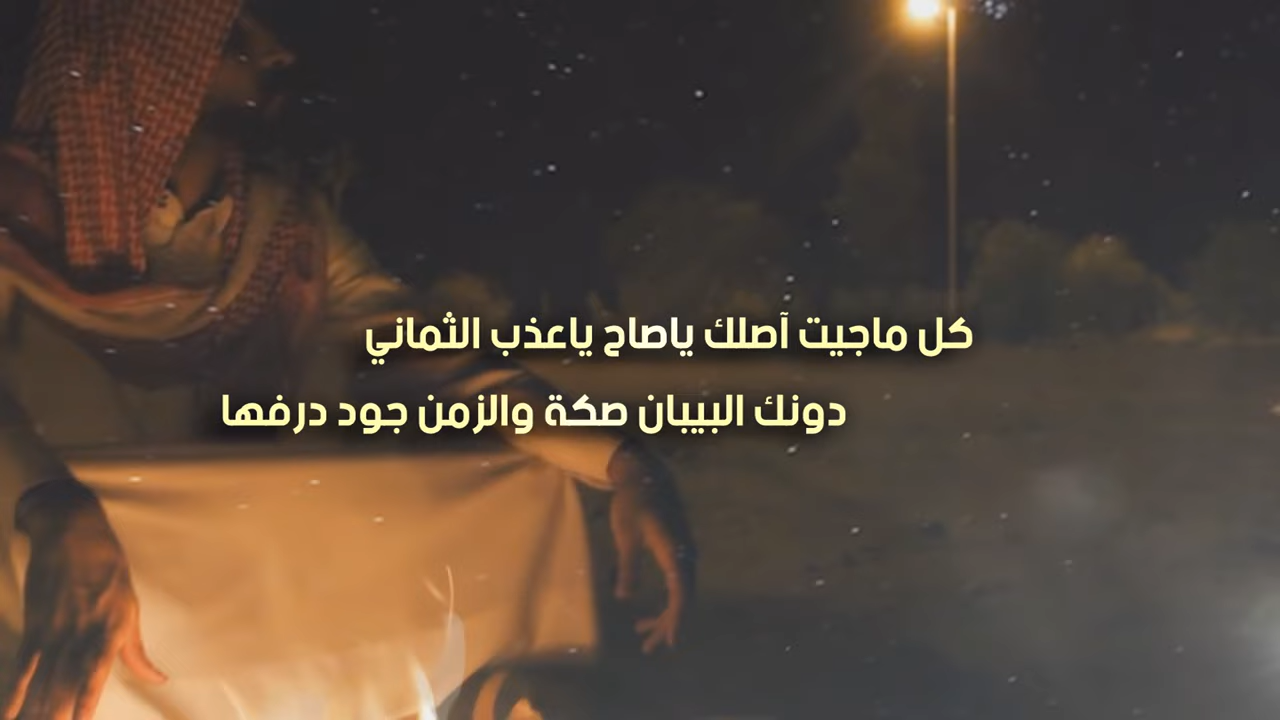 كل ماجيت آصلك ياصاح ياعذب الثماني
دونك البيبان صكة والزمن جود درفها